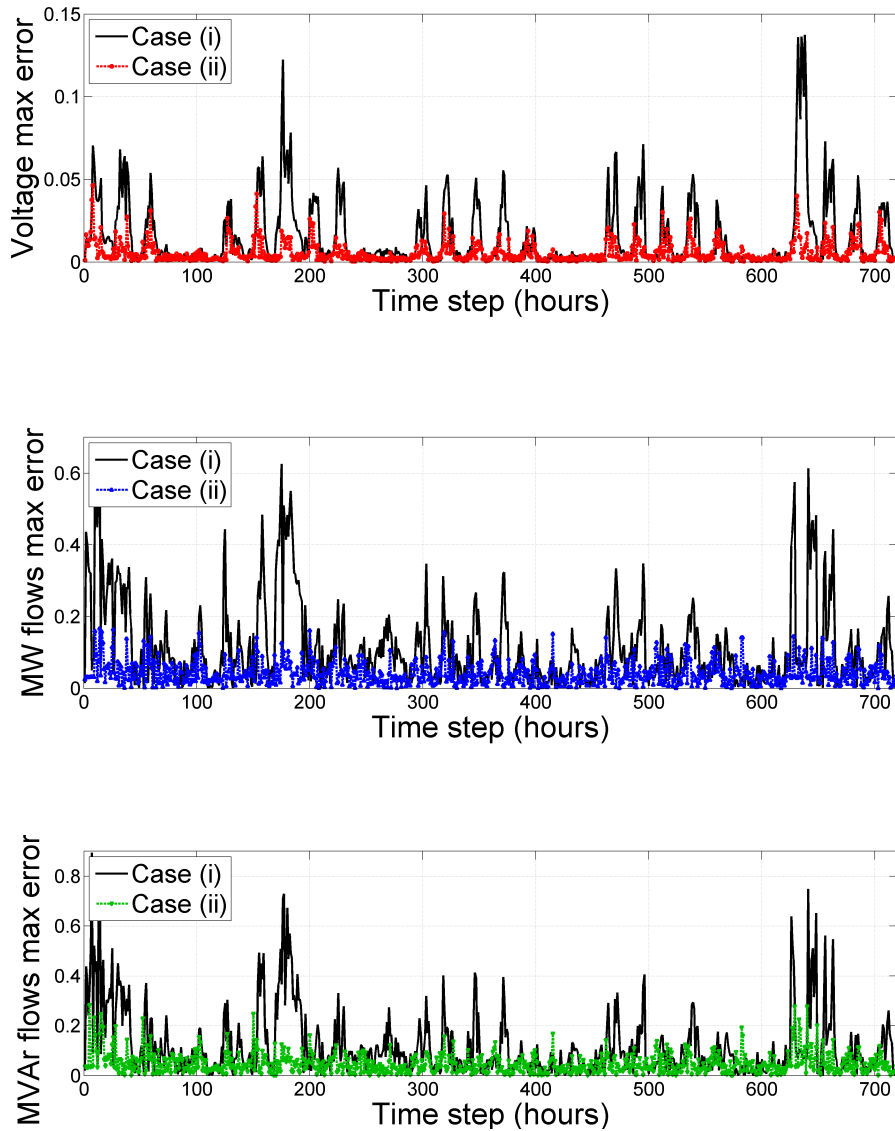 Voltage max error
0.15
0.1
0.05
0
Case (i)
Case (ii)
0 100 200 300 400 500 600 700
Time step (hours)
MW flows max error
0.6
0.4
0.2
0
Case (i)
Case (ii)
0 100 200 300 400 500 600 700
Time step (hours)
MVAr flows max error
0.8
0.6
0.4
0.2
0
Case (i)
Case (ii)
0 100 200 300 400 500 600 700
Time step (hours)